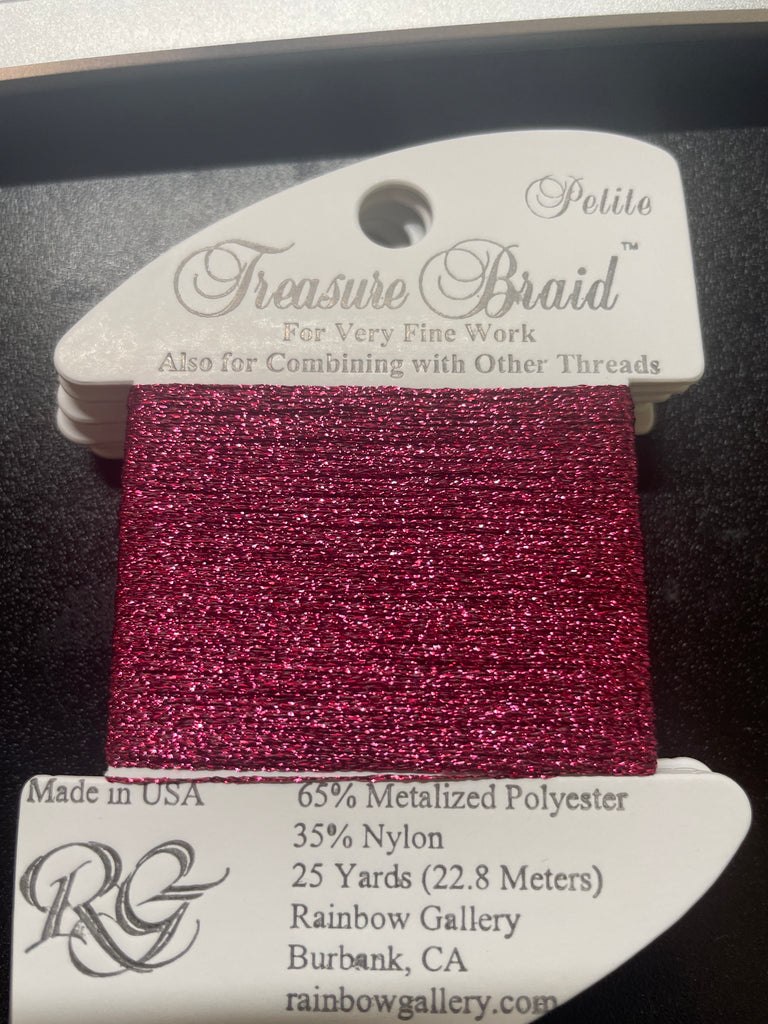 Petite
Treasure Braid™
For Very Fine Work
Also for Combining with Other Threads
Made in USA
65% Metalized Polyester
35% Nylon
25 Yards (22.8 Meters)
RG
Rainbow Gallery
Burbank, CA
rainbowgallery.com